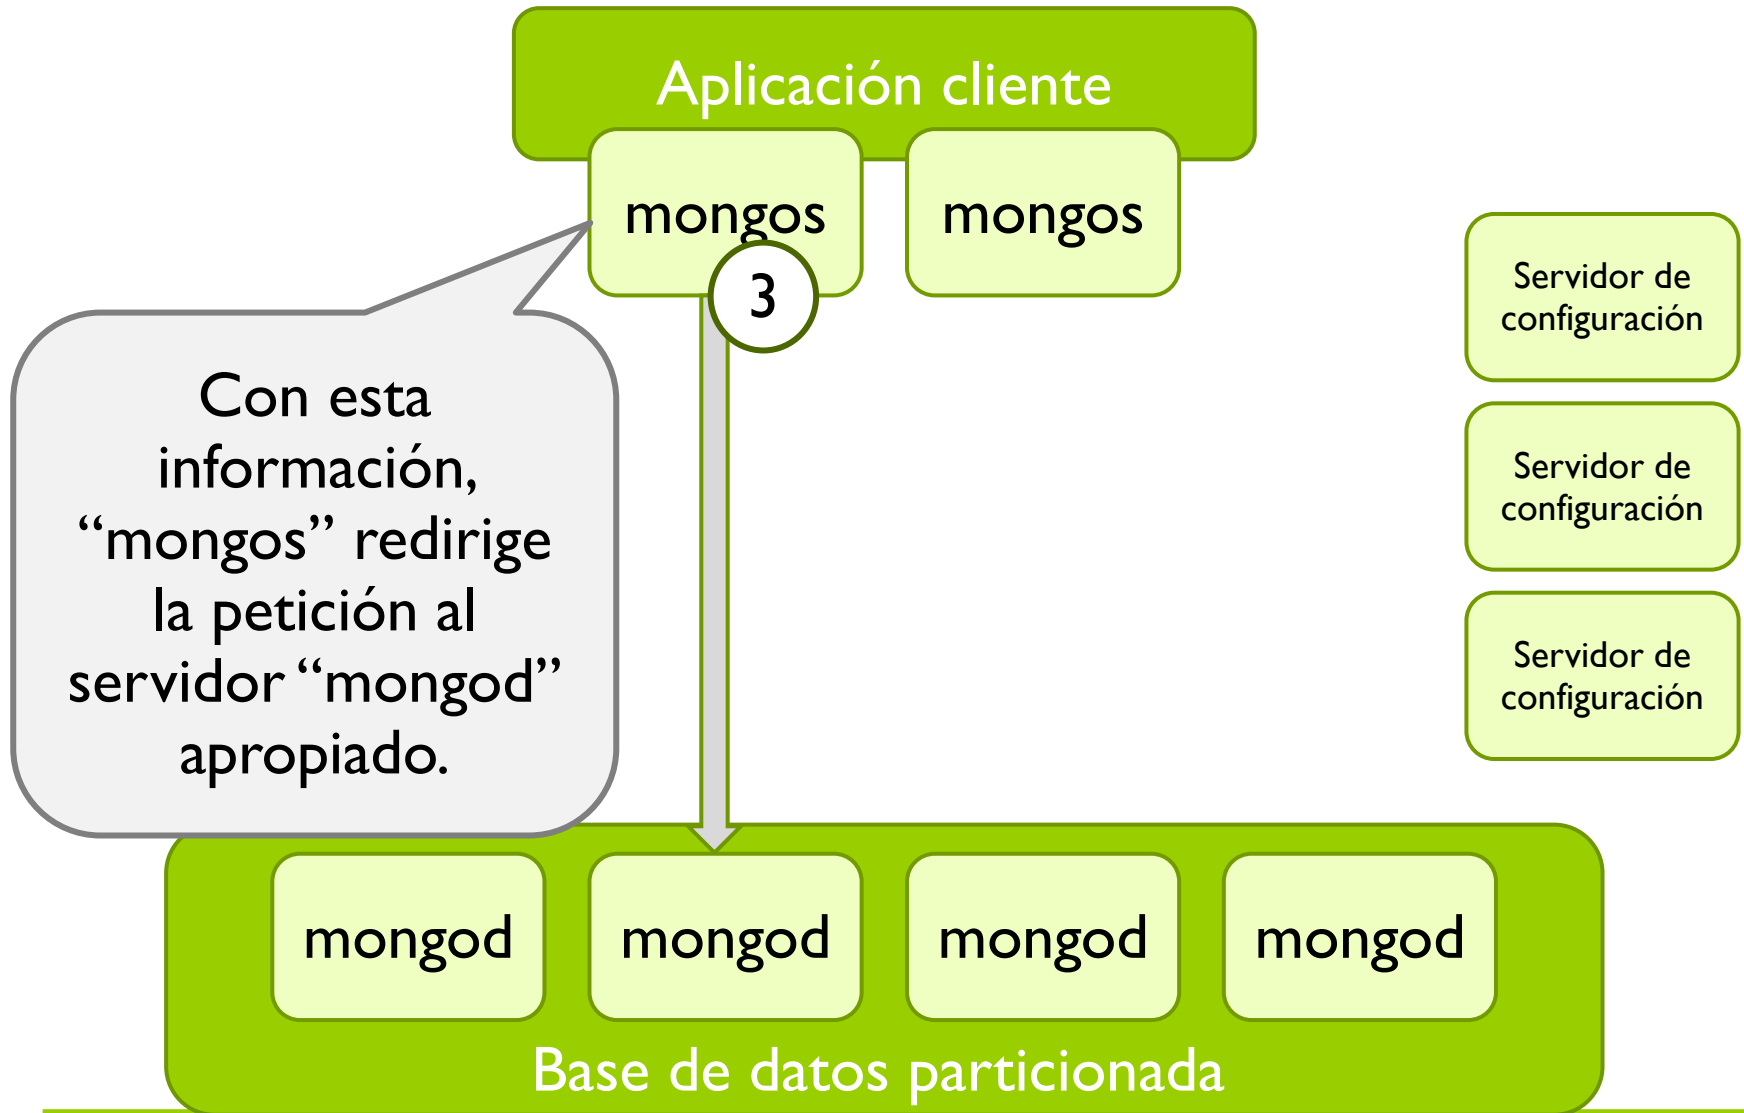 Aplicación cliente
mongos
mongos
3
Servidor de
configuración
Servidor de
configuración
Servidor de
configuración
Con esta
información,
“mongos” redirige
la petición al
servidor “mongod”
apropiado.
mongod
mongod
mongod
mongod
Base de datos particionada